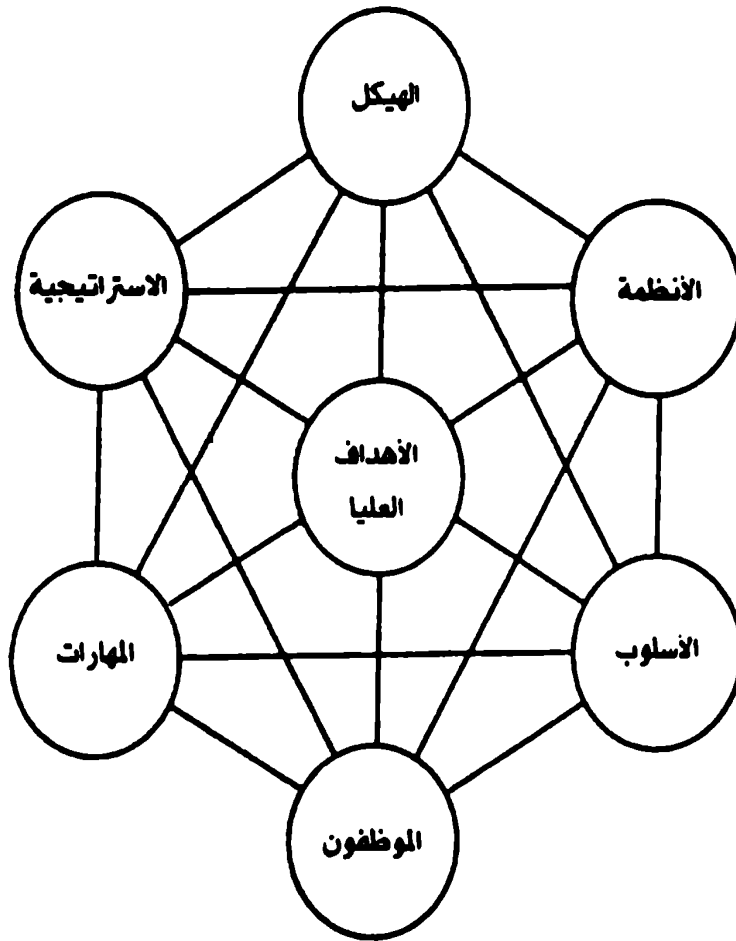 الهيكل
الأنظمة
الاستراتيجية
الأهداف
العليا
الأسلوب
المهارات
الموظفون